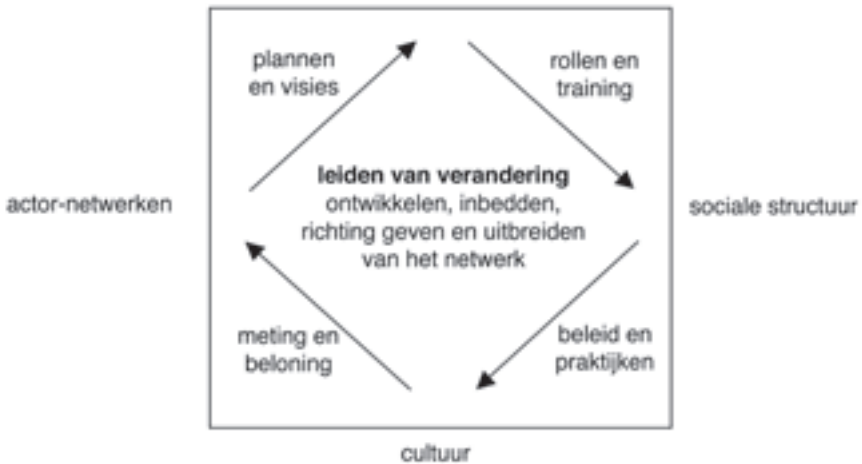 plannen
en visies
rollen en
training
leiden van verandering
ontwikkelen, inbedden,
richting geven en uitbreiden
van het netwerk
actor-netwerken
sociale structuur
meting en
beloning
beleid en
praktijken
cultuur